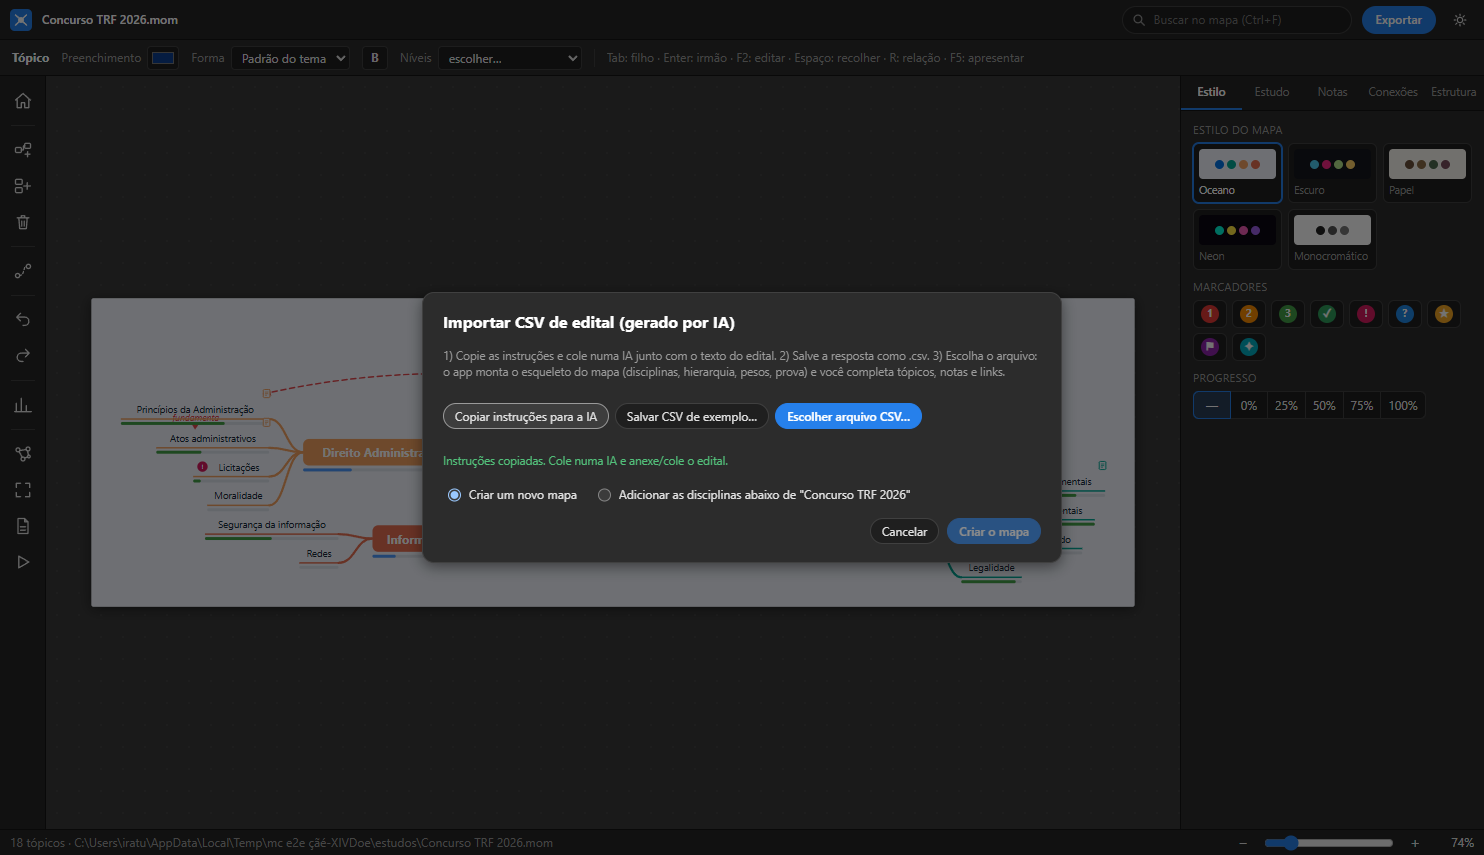 Concurso TRF 2026.mom
Buscar no mapa (Ctrl+F)
Exportar
Tópico
Preenchimento
Forma
Padrão do tema
B
Níveis
escolher...
Tab: filho · Enter: irmão · F2: editar · Espaço: recolher · R: relação · F5: apresentar
Estilo
Estudo
Notas
Conexões
Estrutura
ESTILO DO MAPA
Oceano
Escuro
Papel
Neon
Monocromático
MARCADORES
1
2
3
✓
!
?
★
✦
PROGRESSO
—
0%
25%
50%
75%
100%
Princípios da Administração
fundamenta
Atos administrativos
!
Licitações
Moralidade
Direito Administra
Segurança da informação
Redes
Inform
Importar CSV de edital (gerado por IA)
1) Copie as instruções e cole numa IA junto com o texto do edital. 2) Salve a resposta como .csv. 3) Escolha o arquivo:
o app monta o esqueleto do mapa (disciplinas, hierarquia, pesos, prova) e você completa tópicos, notas e links.
Copiar instruções para a IA
Salvar CSV de exemplo...
Escolher arquivo CSV...
Instruções copiadas. Cole numa IA e anexe/cole o edital.
Criar um novo mapa
Adicionar as disciplinas abaixo de "Concurso TRF 2026"
Cancelar
Criar o mapa
mentais
ntais
do
Legalidade
18 tópicos · C:\Users\iratu\AppData\Local\Temp\mc e2e çãé-XIVDoe\estudos\Concurso TRF 2026.mom
−
+
74%